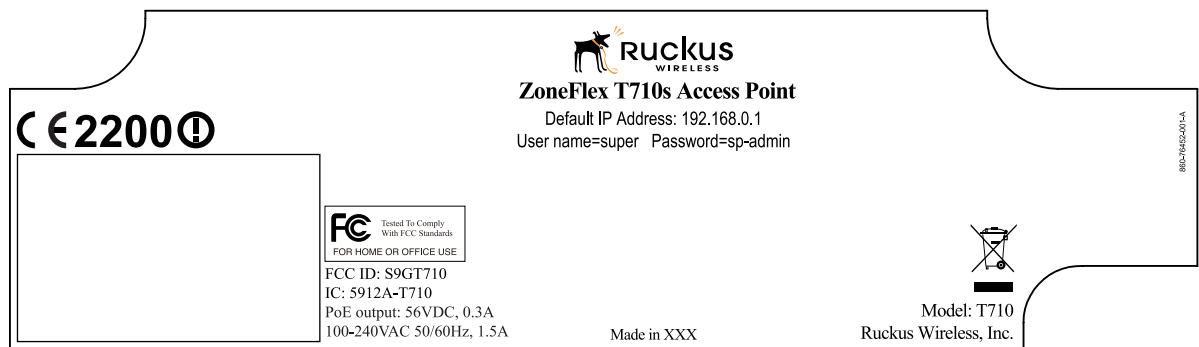 RUCKUS
WIRELESS
ZoneFlex T710s Access Point
Default IP Address: 192.168.0.1
User name=super Password=sp-admin
CE2200
860-76452-001-A
FC
Tested To Comply
With FCC Standards
FOR HOME OR OFFICE USE
FCC ID: S9GT710
IC: 5912A-T710
PoE output: 56VDC, 0.3A
100-240VAC 50/60Hz, 1.5A
Made in XXX
Model: T710
Ruckus Wireless, Inc.